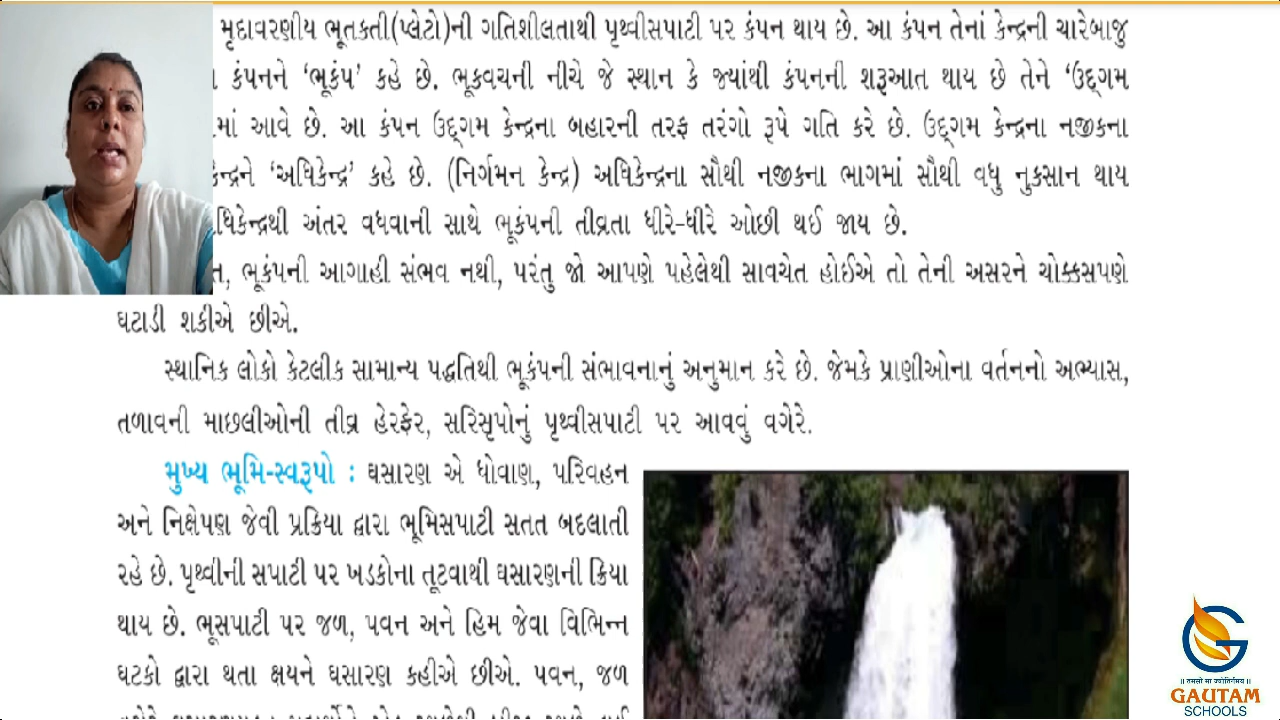 મૃદાવરણીય ભૂતકતી(પ્લેટો)ની ગતિશીલતાથી પૃથ્વીસપાટી પર કંપન થાય છે. આ કંપન તેનાં કેન્દ્રની ચારેબાજુ
કંપનને ‘ભૂકંપ’ કહે છે. ભૂકવચની નીચે જે સ્થાન કે જ્યાંથી કંપનની શરૂઆત થાય છે તેને ‘ઉદ્‌ગમ
આવે છે. આ કંપન ઉદ્‌ગમ કેન્દ્રના બહારની તરફ તરંગો રૂપે ગતિ કરે છે. ઉદ્‌ગમ કેન્દ્રના નજીકના
‘અધિકેન્દ્ર’ કહે છે. (નિર્ગમન કેન્દ્ર) અધિકેન્દ્રના સૌથી નજીકના ભાગમાં સૌથી વધુ નુકસાન થાય
અંતર વધવાની સાથે ભૂકંપની તીવ્રતા ધીરે-ધીરે ઓછી થઈ જાય છે.
ભૂકંપની આગાહી સંભવ નથી, પરંતુ જો આપણે પહેલેથી સાવચેત હોઈએ તો તેની અસરને ચોક્કસપણે
ઘટાડી શકીએ છીએ.
સ્થાનિક લોકો કેટલીક સામાન્ય પદ્ધતિથી ભૂકંપની સંભાવનાનું અનુમાન કરે છે. જેમકે પ્રાણીઓના વર્તનનો અભ્યાસ,
તળાવની માછલીઓની તીવ્ર હેરફેર, સરિસૃપોનું પૃથ્વીસપાટી પર આવવું વગેરે.
મુખ્ય ભૂમિ-સ્વરૂપો : ઘસારણ એ ધોવાણ, પરિવહન
અને નિક્ષેપણ જેવી પ્રક્રિયા દ્વારા ભૂમિસપાટી સતત બદલાતી
રહે છે. પૃથ્વીની સપાટી પર ખડકોના તૂટવાથી ઘસારણની ક્રિયા
થાય છે. ભૂસપાટી પર જળ, પવન અને હિમ જેવા વિભિન્ન
ઘટકો દ્વારા થતા ક્ષયને ઘસારણ કહીએ છીએ. પવન, જળ
॥ तमसो मा ज्योतिर्गमय ॥
GAUTAM
SCHOOLS